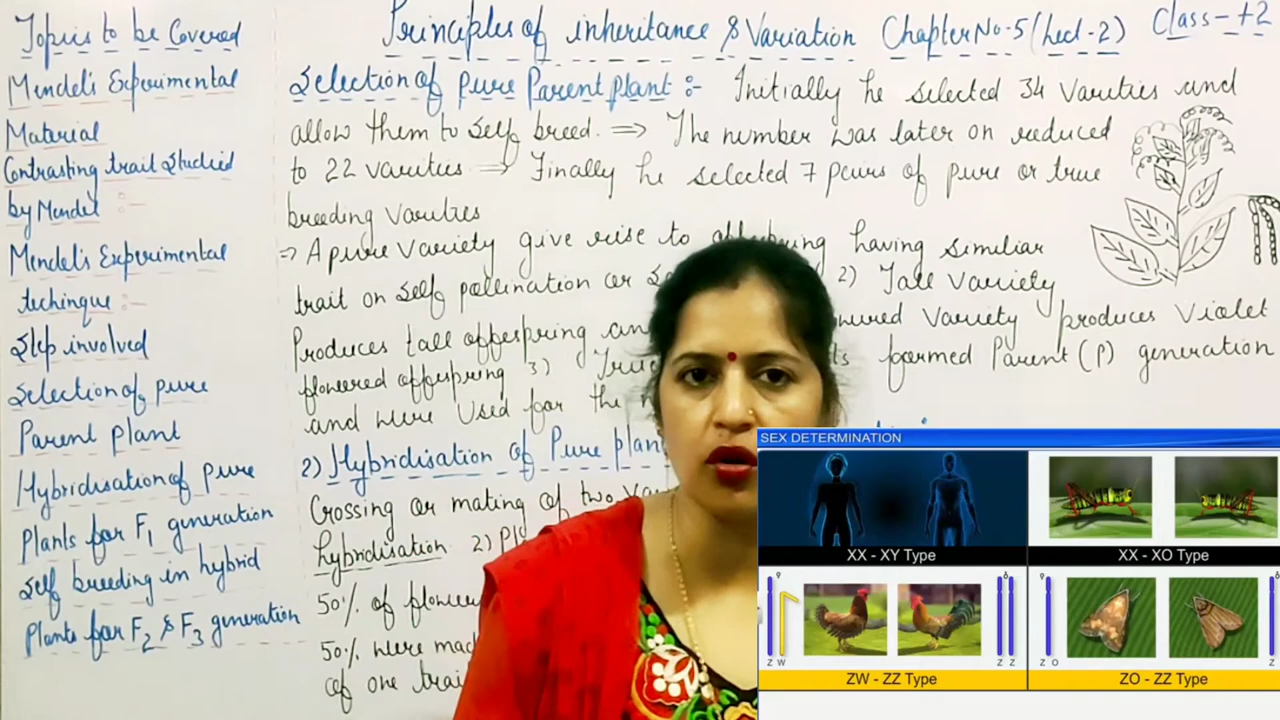 Topics to be Covered
Mendel's Experimental
Material
Contrasting trait Studied
by Mendel :-
Mendel's Experimental
techinque :-
Step involved
Selection of pure
Parent plant
Hybridisation of pure
Plants for F1 generation
Self breeding in hybrid
Plants for F2 & F3 generation
Principles of inheritance & Variation Chapter No-5 (Lect-2) Class-+2
Selection of pure Parent plant :- Initially he selected 34 varities and
allow them to self breed. ⇒ The number was later on reduced
to 22 varities ⇒ Finally he selected 7 pairs of pure or true
breeding varities
⇒ A pure Variety give rise to having similar
trait on self pollination or 2) Tall variety
Produces tall offespring Variety produces Violet
flowered offespring 3) formed Parent (P) generation
and were used for the
2) Hybridisation of Pure
Crossing or mating of two
hybridisation 2)
50% of
50% were
of one
SEX DETERMINATION
XX - XY Type
XX - XO Type
♀
Z W
Z Z
ZW - ZZ Type
♀
Z O
Z
ZO - ZZ Type